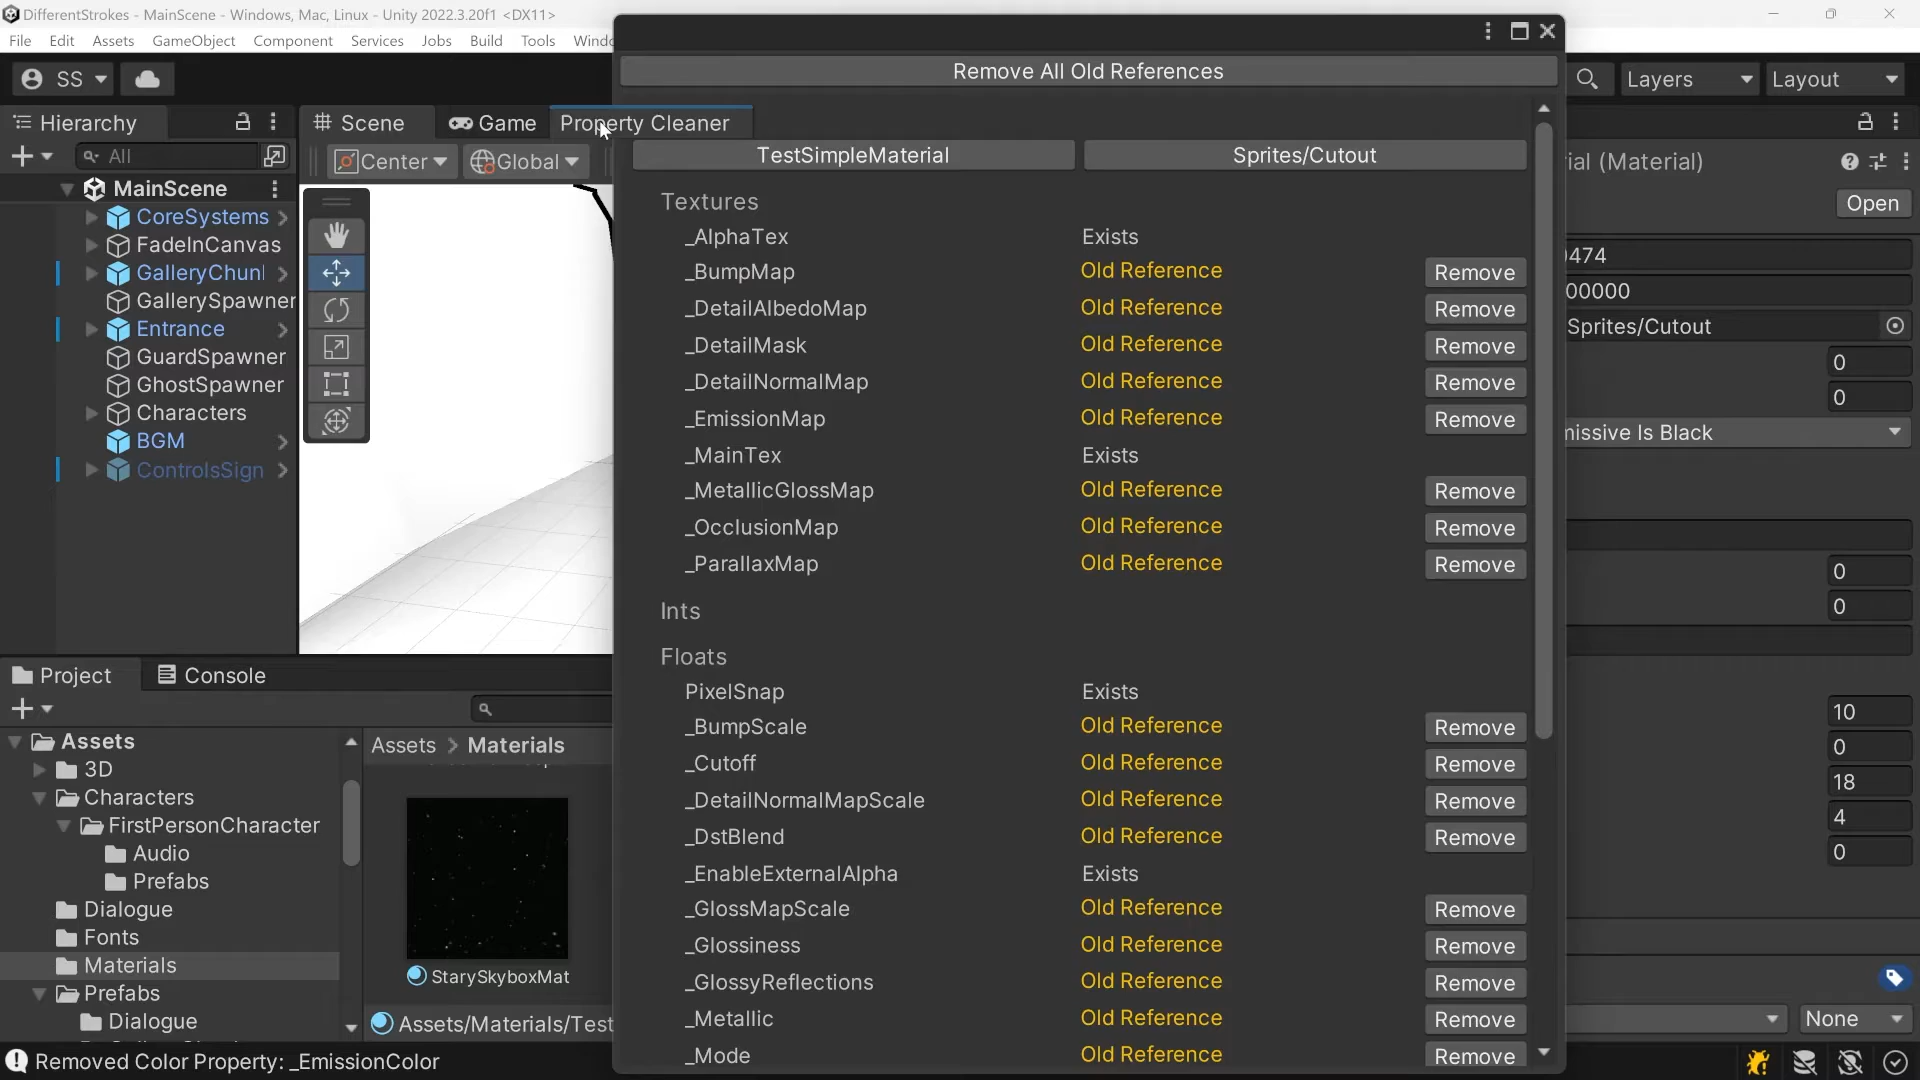 DifferentStrokes - MainScene - Windows, Mac, Linux - Unity 2022.3.20f1 <DX11>
File Edit Assets GameObject Component Services Jobs Build Tools
Remove All Old References
SS
Layers
Layout
Hierarchy
Scene
Game
Property Cleaner
All
Center
Global
TestSimpleMaterial
Sprites/Cutout
(Material)
Open
MainScene
CoreSystems
FadeInCanvas
GallerySpawner
Entrance
GuardSpawner
GhostSpawner
Characters
BGM
ControlsSign
Textures
_AlphaTex Exists
_BumpMap Old Reference Remove
_DetailAlbedoMap Old Reference Remove
_DetailMask Old Reference Remove
_DetailNormalMap Old Reference Remove
_EmissionMap Old Reference Remove
_MainTex Exists
_MetallicGlossMap Old Reference Remove
_OcclusionMap Old Reference Remove
_ParallaxMap Old Reference Remove
Ints
Floats
PixelSnap Exists
_BumpScale Old Reference Remove
_Cutoff Old Reference Remove
_DetailNormalMapScale Old Reference Remove
_DstBlend Old Reference Remove
_EnableExternalAlpha Exists
_GlossMapScale Old Reference Remove
_Glossiness Old Reference Remove
_GlossyReflections Old Reference Remove
_Metallic Old Reference Remove
_Mode Old Reference Remove
474
00000
Sprites/Cutout
0
0
Is Black
0
0
10
0
18
4
0
None
Project
Console
Assets
3D
Characters
FirstPersonCharacter
Audio
Prefabs
Dialogue
Fonts
Materials
Prefabs
Dialogue
Assets > Materials
StarySkyboxMat
Assets/Materials/Test
Removed Color Property: _EmissionColor